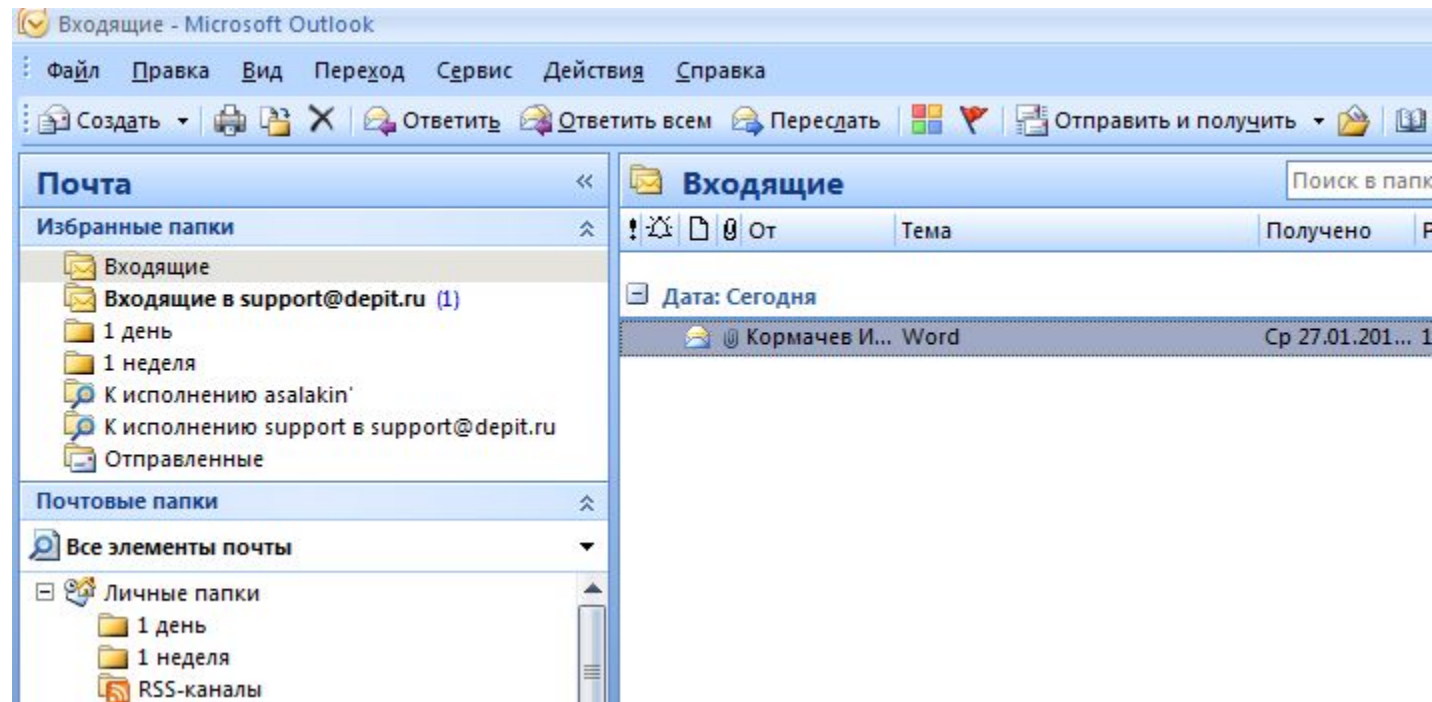 Входящие - Microsoft Outlook
Файл Правка Вид Переход Сервис Действия Справка
Создать Ответить Ответить всем Переслать Отправить и получить
Почта «
Избранные папки
Входящие
Входящие в support@depit.ru (1)
1 день
1 неделя
К исполнению asalakin'
К исполнению support в support@depit.ru
Отправленные
Почтовые папки
Все элементы почты
Личные папки
1 день
1 неделя
RSS-каналы
Входящие
Поиск в папк
! От Тема Получено Р
Дата: Сегодня
Кормачев И... Word Ср 27.01.201... 1